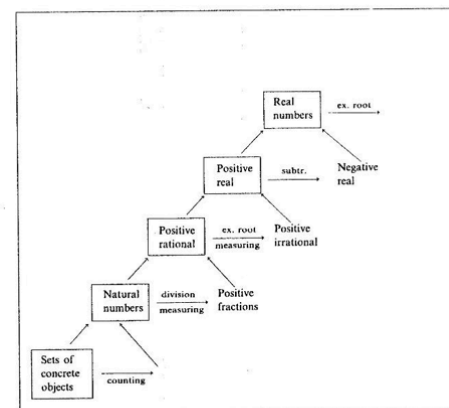 Real
numbers
ex. root
Positive
real
subtr.
Negative
real
Positive
rational
ex. root
measuring
Positive
irrational
Natural
numbers
division
measuring
Positive
fractions
Sets of
concrete
objects
counting